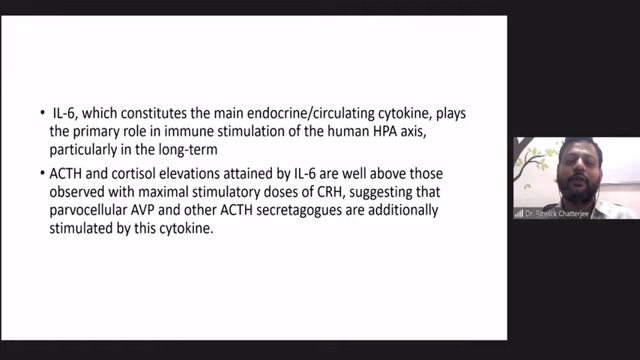 • IL-6, which constitutes the main endocrine/circulating cytokine, plays
the primary role in immune stimulation of the human HPA axis,
particularly in the long-term
• ACTH and cortisol elevations attained by IL-6 are well above those
observed with maximal stimulatory doses of CRH, suggesting that
parvocellular AVP and other ACTH secretagogues are additionally
stimulated by this cytokine.
Dr. Ritwick Chatterjee